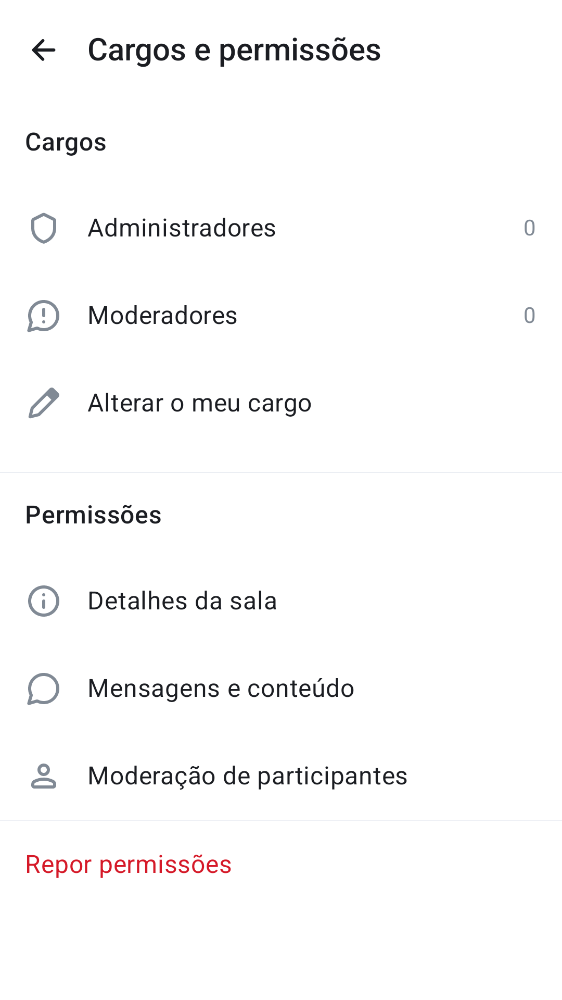 Cargos e permissões
Cargos
Administradores 0
Moderadores 0
Alterar o meu cargo
Permissões
Detalhes da sala
Mensagens e conteúdo
Moderação de participantes
Repor permissões